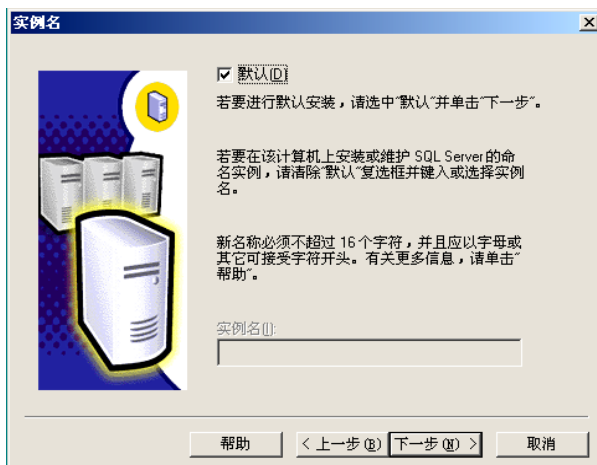 实例名
默认(D)
若要进行默认安装，请选中“默认”并单击“下一步”。
若要在该计算机上安装或维护 SQL Server 的命
名实例，请清除“默认”复选框并键入或选择实例
名。
新名称必须不超过 16 个字符，并且应以字母或
其它可接受字符开头。有关更多信息，请单击“
帮助”。
实例名(I):
帮助
< 上一步(B)
下一步(N) >
取消